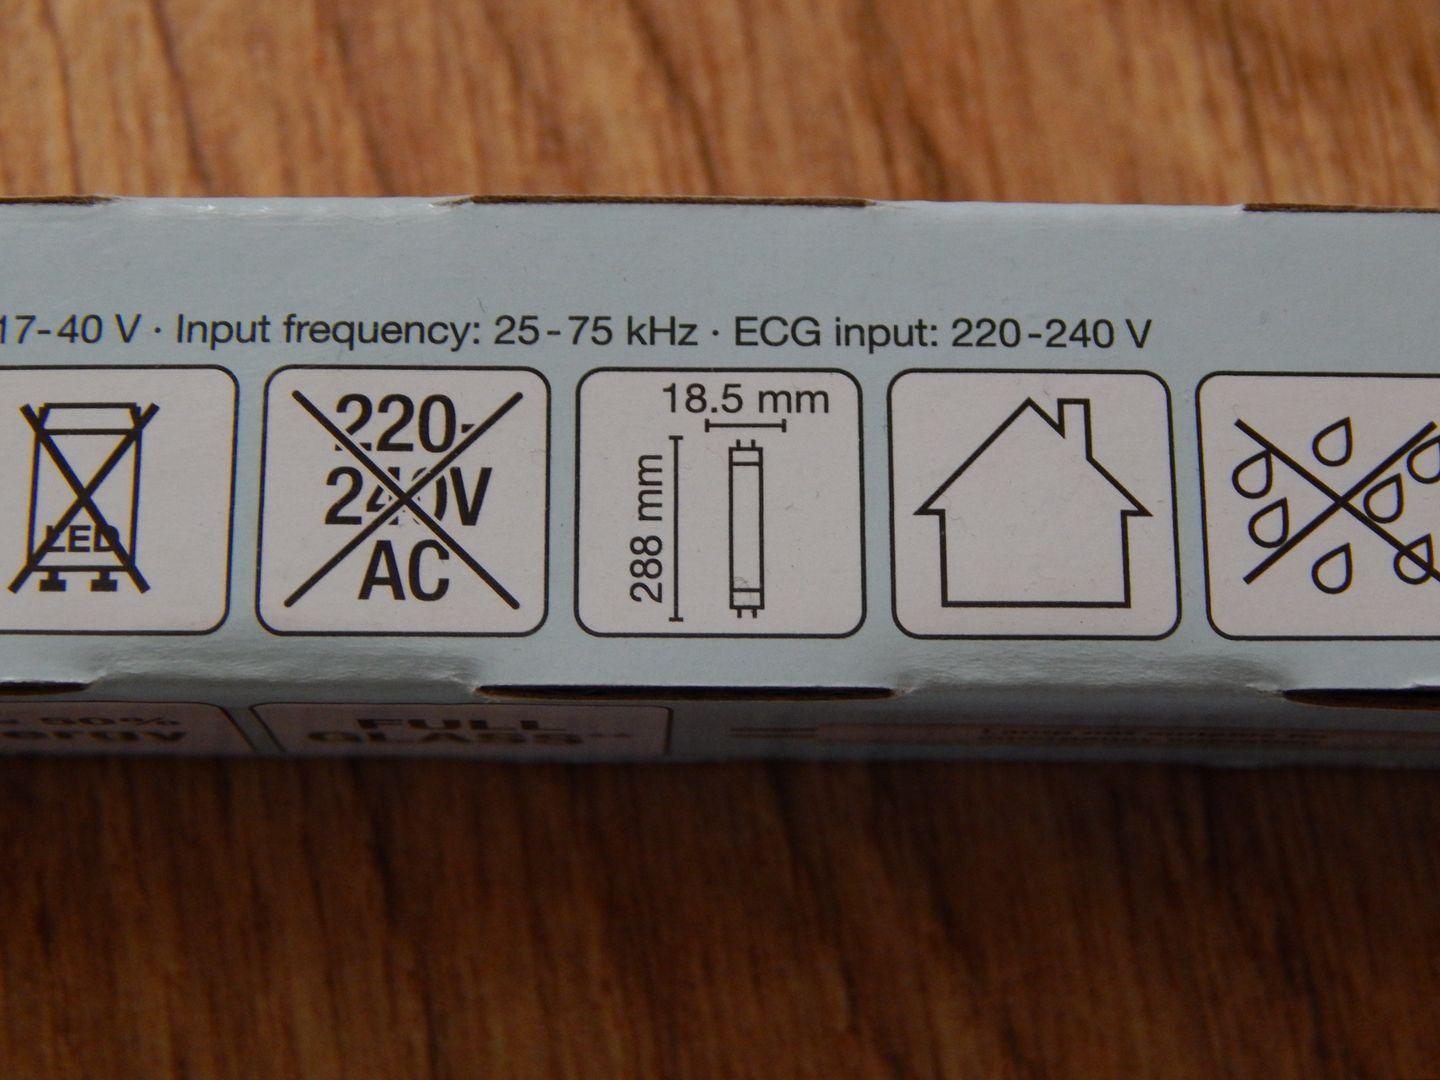 17-40 V · Input frequency: 25-75 kHz · ECG input: 220-240 V
LED
220-
240V
AC
18.5 mm
288 mm
50%
FULL
GLASS**